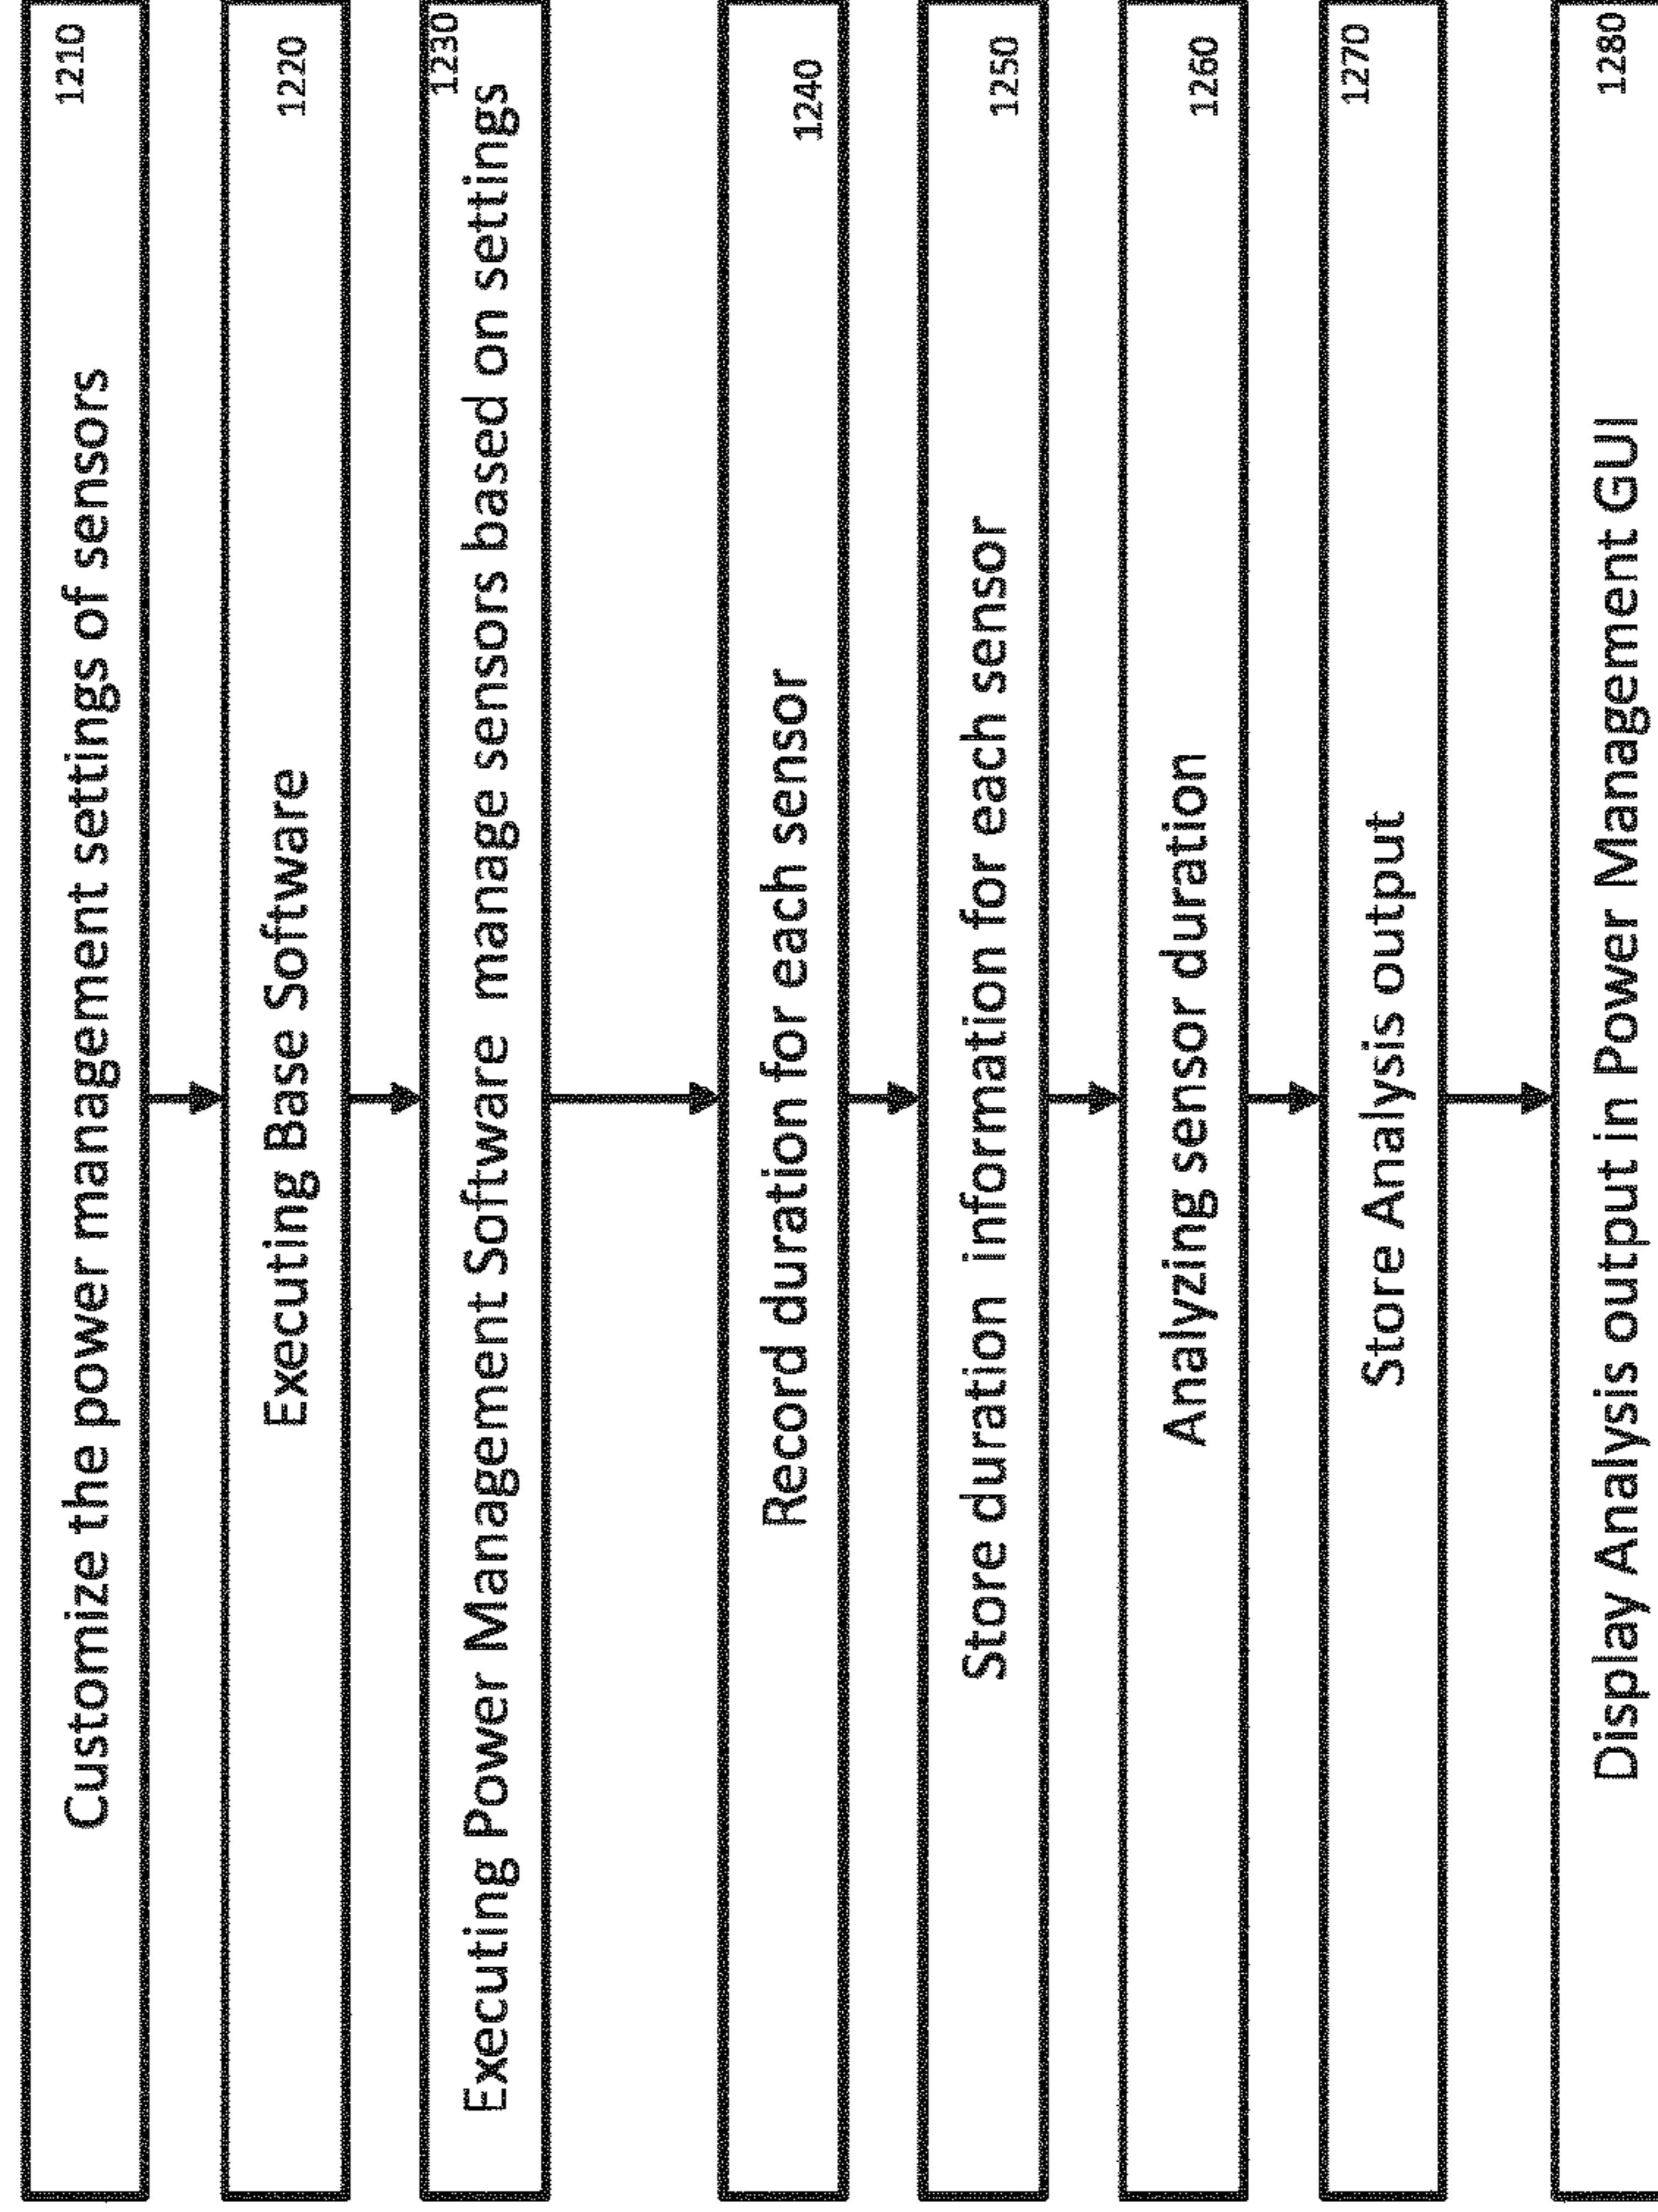 1210
Customize the power management settings of sensors
1220
Executing Base Software
1230
Executing Power Management Software manage sensors based on settings
1240
Record duration for each sensor
1250
Store duration information for each sensor
1260
Analyzing sensor duration
1270
Store Analysis output
1280
Display Analysis output in Power Management GUI